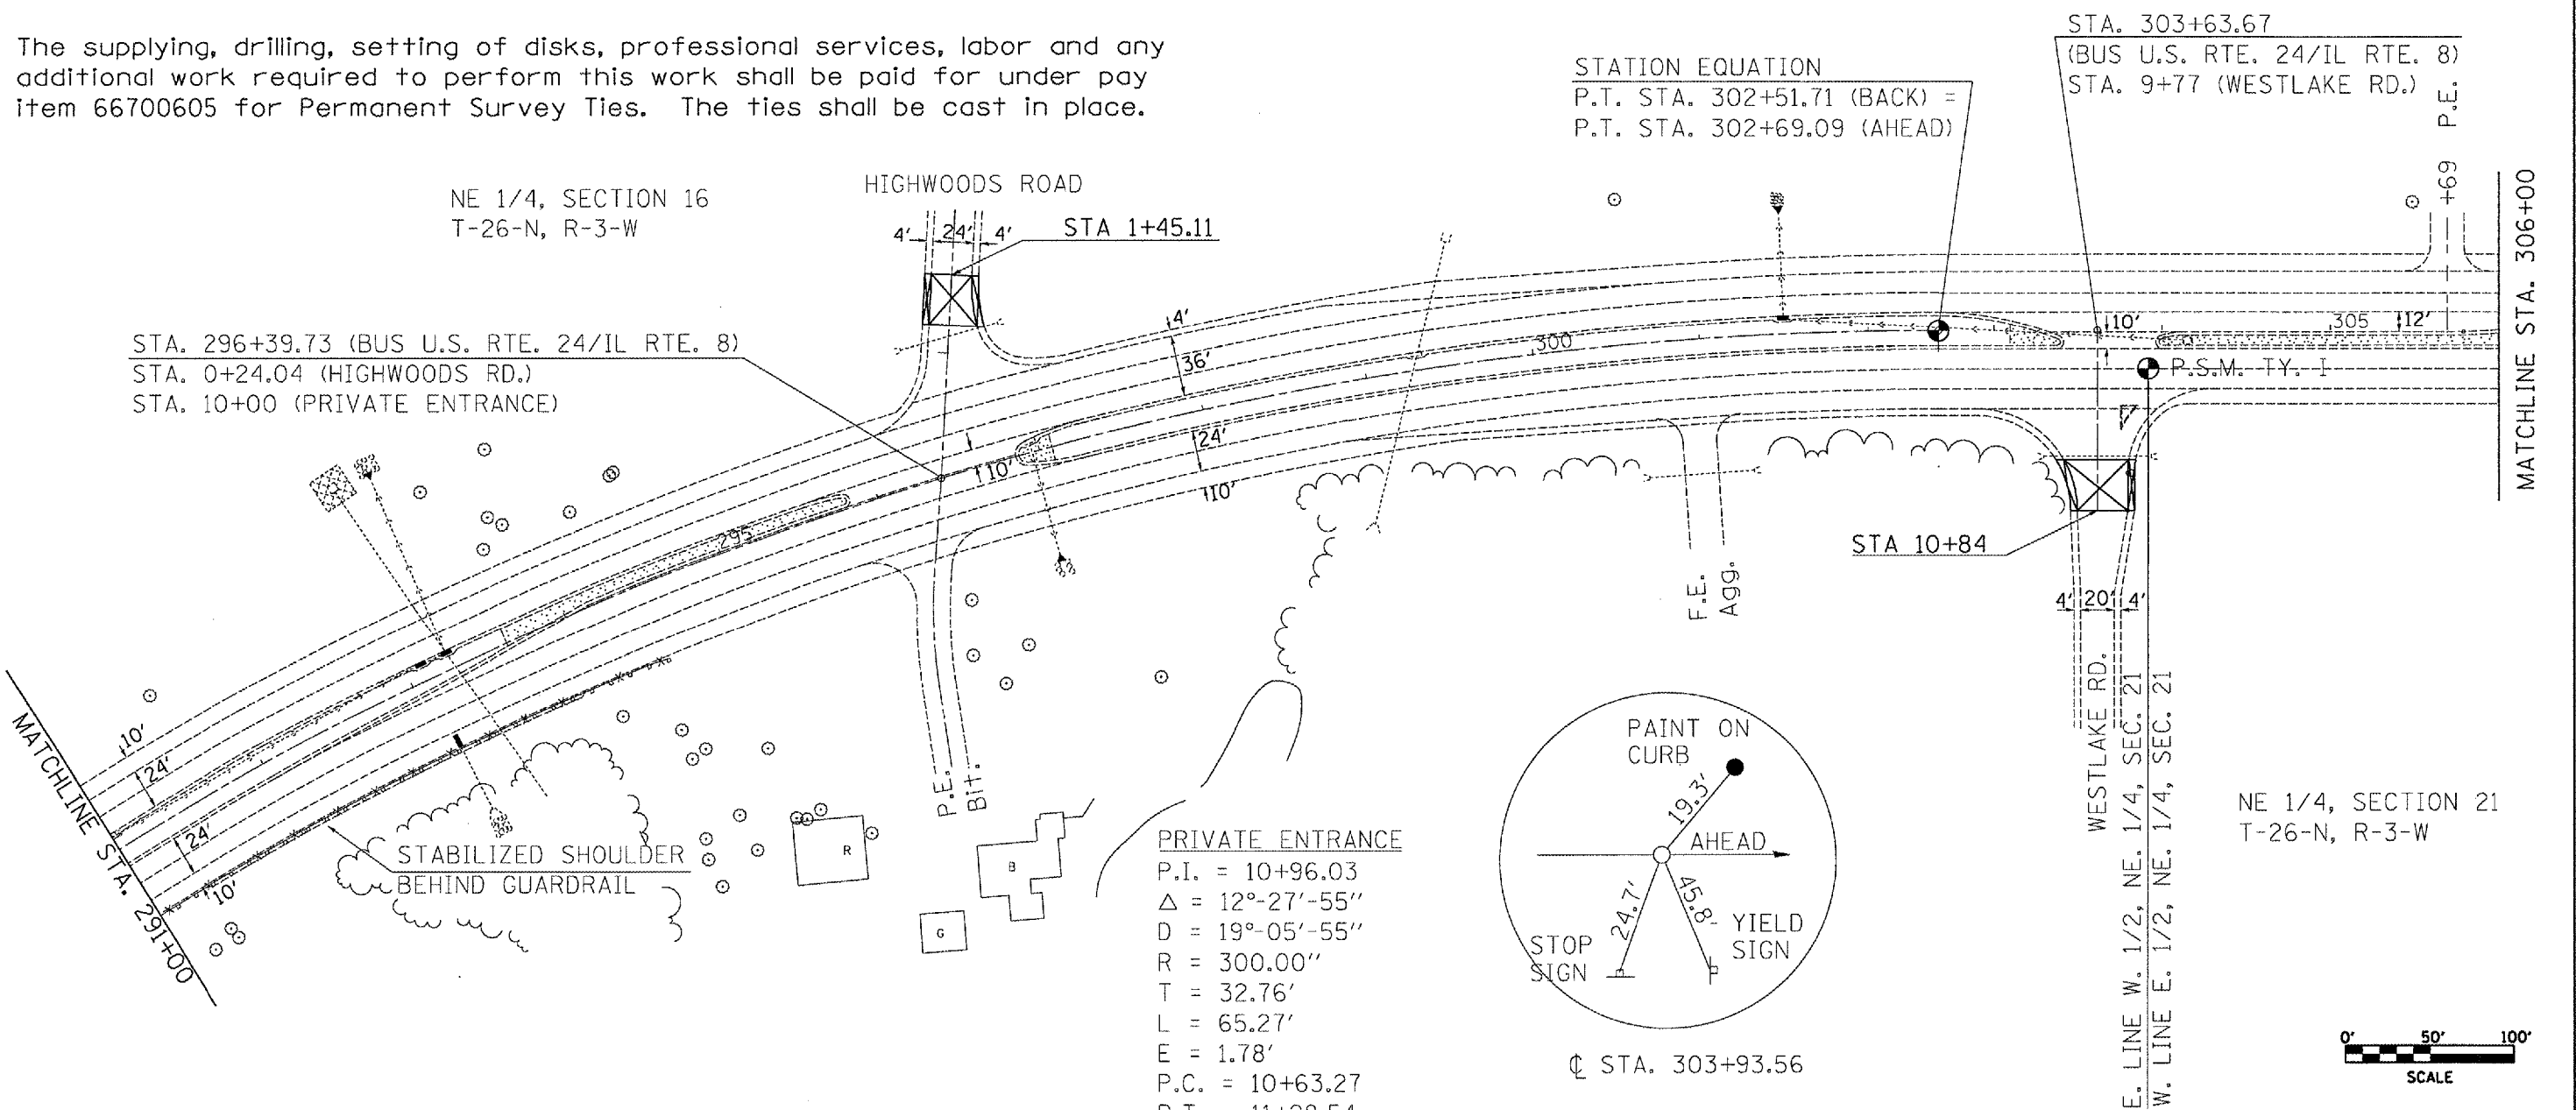 The supplying, drilling, setting of disks, professional services, labor and any
additional work required to perform this work shall be paid for under pay
item 66700605 for Permanent Survey Ties. The ties shall be cast in place.
STATION EQUATION
P.T. STA. 302+51.71 (BACK) =
P.T. STA. 302+69.09 (AHEAD)
STA. 303+63.67
(BUS U.S. RTE. 24/IL RTE. 8)
STA. 9+77 (WESTLAKE RD.)
P.E.
+69
MATCHLINE STA. 306+00
NE 1/4, SECTION 16
T-26-N, R-3-W
HIGHWOODS ROAD
4' 24' 4'
STA 1+45.11
STA. 296+39.73 (BUS U.S. RTE. 24/IL RTE. 8)
STA. 0+24.04 (HIGHWOODS RD.)
STA. 10+00 (PRIVATE ENTRANCE)
4'
36'
300
10'
305
12'
P.S.M. TY. I
24'
10'
10'
295
STA 10+84
F.E.
Agg.
4' 20' 4'
WESTLAKE RD.
E. LINE W. 1/2, NE. 1/4, SEC. 21
W. LINE E. 1/2, NE. 1/4, SEC. 21
MATCHLINE STA. 291+00
10'
24'
24'
10'
STABILIZED SHOULDER
BEHIND GUARDRAIL
P.E.
Bit.
R
B
G
PRIVATE ENTRANCE
P.I. = 10+96.03
△ = 12°-27'-55''
D = 19°-05'-55''
R = 300.00''
T = 32.76'
L = 65.27'
E = 1.78'
P.C. = 10+63.27
PAINT ON
CURB
19.3'
AHEAD
24.7'
45.8
STOP
SIGN
YIELD
SIGN
℄ STA. 303+93.56
NE 1/4, SECTION 21
T-26-N, R-3-W
0' 50' 100'
SCALE